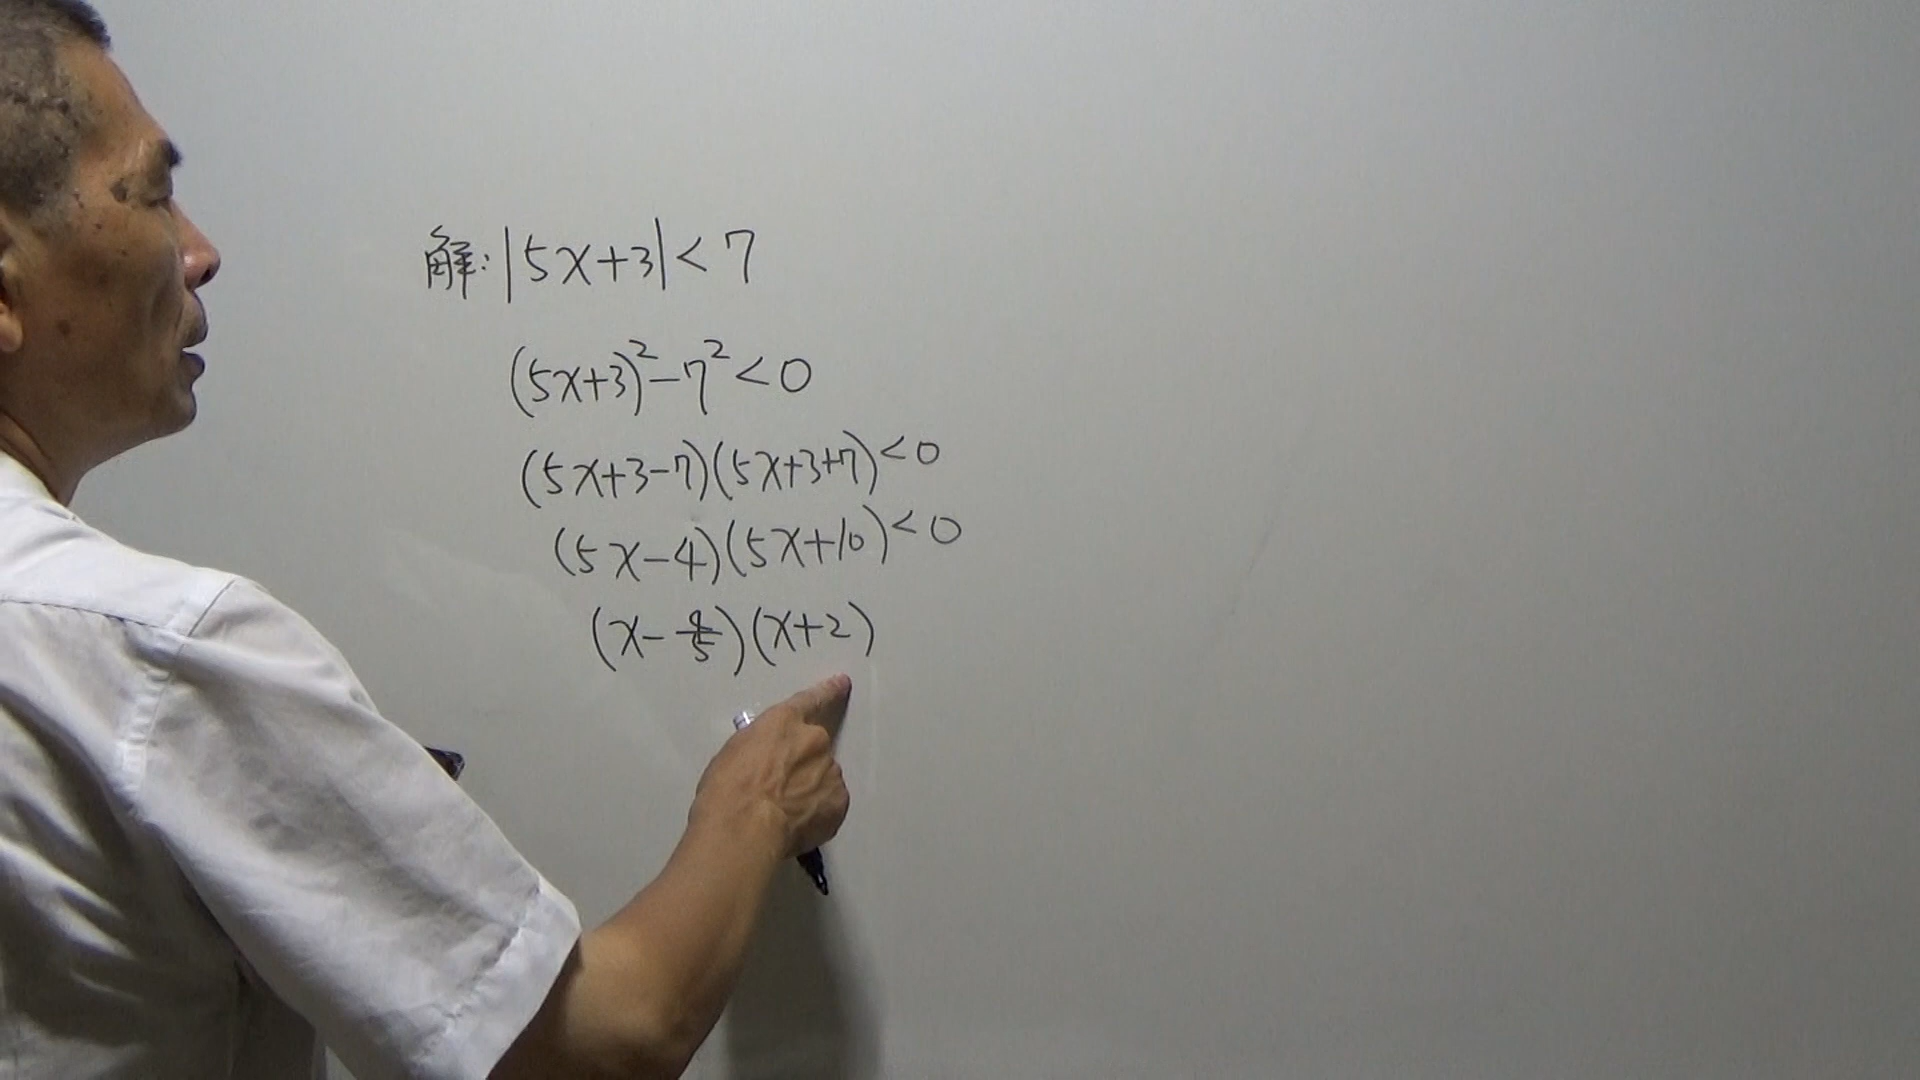 解:|5x+3|<7
(5x+3)²-7²<0
(5x+3-7)(5x+3+7)<0
(5x-4)(5x+10)<0
(x-4/5)(x+2)